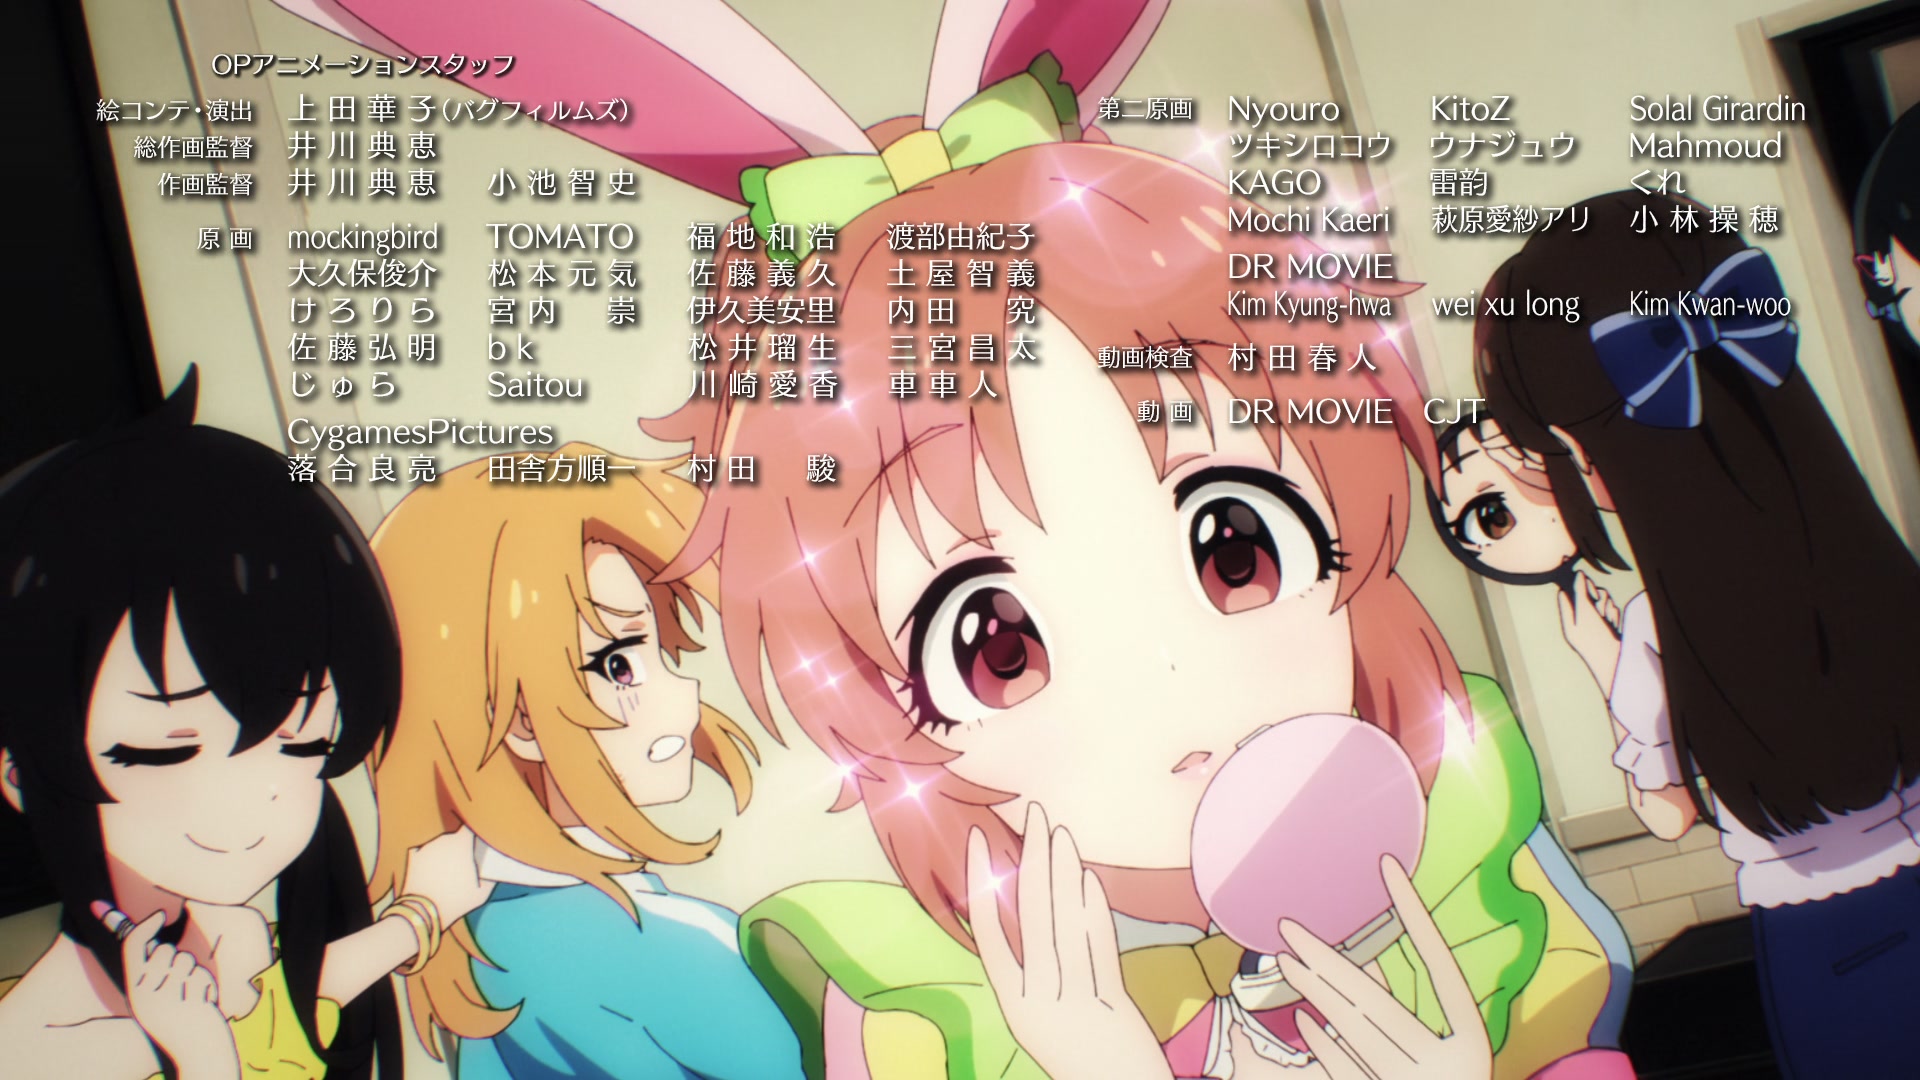 OPアニメーションスタッフ
絵コンテ・演出 上田華子(バグフィルムズ)
総作画監督 井川典恵
作画監督 井川典恵 小池智史
原画 mockingbird TOMATO 福地和浩 渡部由紀子
大久保俊介 松本元気 佐藤義久 土屋智義
けろりら 宮内崇 伊久美安里 内田究
佐藤弘明 bk 松井瑠生 三宮昌太
じゅら Saitou 川崎愛香 車車人
CygamesPictures
落合良亮 田舎方順一 村田駿
第二原画 Nyouro KitoZ Solal Girardin
ツキシロコウ ウナジュウ Mahmoud
KAGO 雷韵 くれ
Mochi Kaeri 萩原愛紗アリ 小林操穂
DR MOVIE
Kim Kyung-hwa wei xu long Kim Kwan-woo
動画検査 村田春人
動画 DR MOVIE CJT